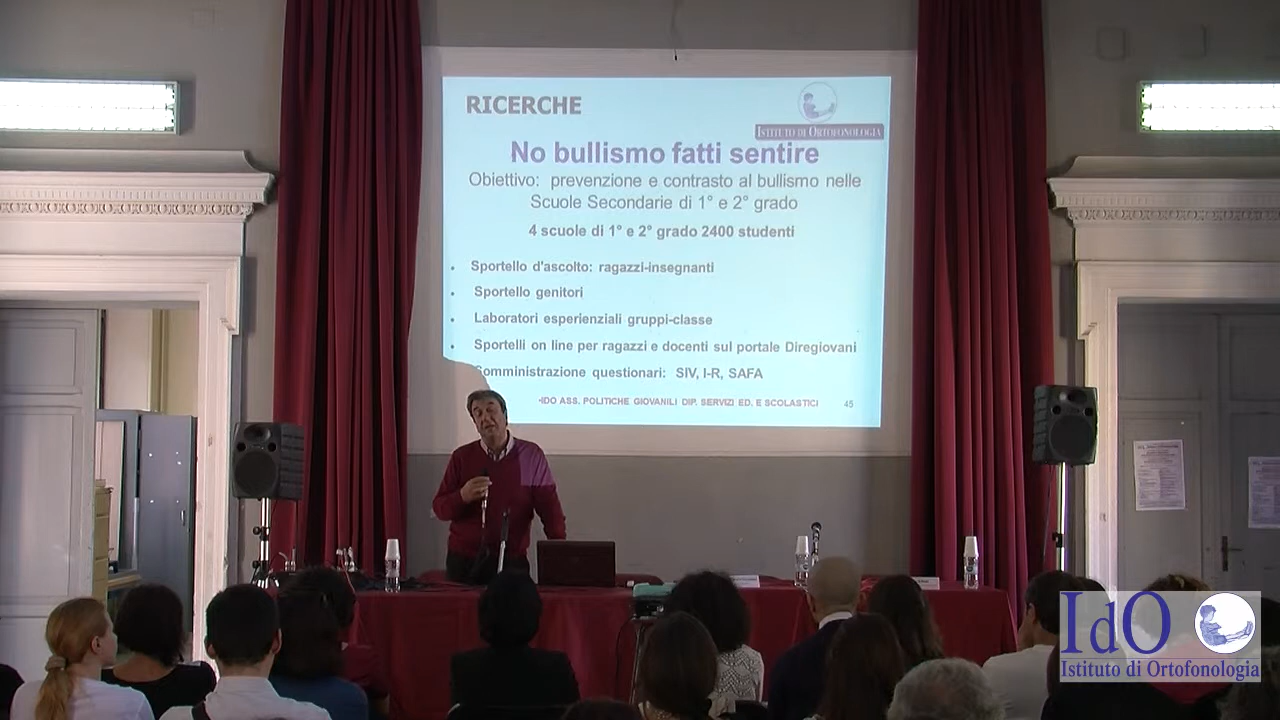 RICERCHE
ISTITUTO DI ORTOFONOLOGIA
No bullismo fatti sentire
Obiettivo: prevenzione e contrasto al bullismo nelle
Scuole Secondarie di 1° e 2° grado
4 scuole di 1° e 2° grado 2400 studenti
• Sportello d'ascolto: ragazzi-insegnanti
• Sportello genitori
• Laboratori esperienziali gruppi-classe
• Sportelli on line per ragazzi e docenti sul portale Diregiovani
Somministrazione questionari: SIV, I-R, SAFA
•IDO ASS. POLITICHE GIOVANILI DIP. SERVIZI ED. E SCOLASTICI 45
IdO
Istituto di Ortofonologia